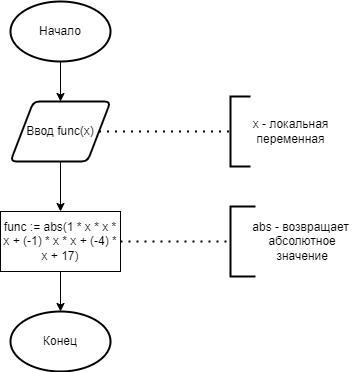 Начало
Ввод func(x)
x - локальная
переменная
func := abs(1 * x * x *
x + (-1) * x * x + (-4) *
x + 17)
abs - возвращает
абсолютное
значение
Конец